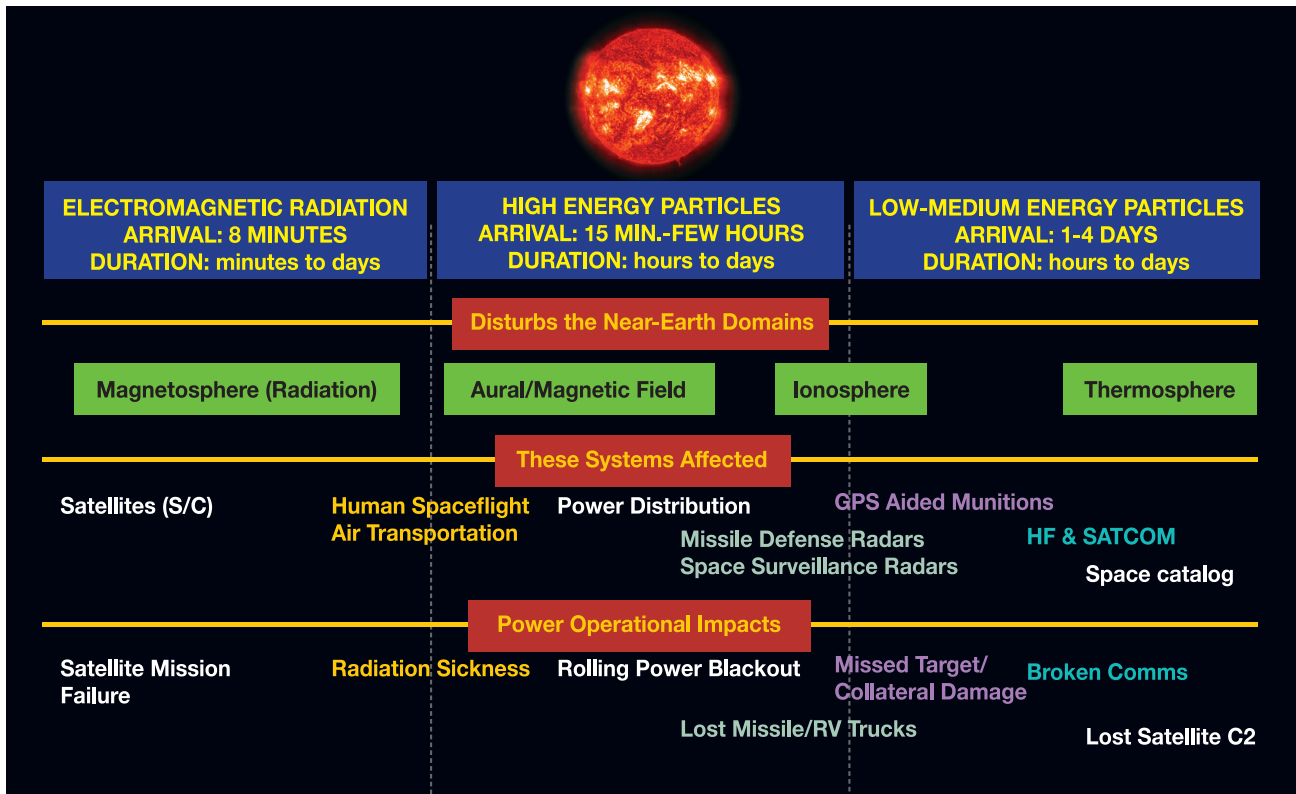 ELECTROMAGNETIC RADIATION
ARRIVAL: 8 MINUTES
DURATION: minutes to days
HIGH ENERGY PARTICLES
ARRIVAL: 15 MIN.-FEW HOURS
DURATION: hours to days
LOW-MEDIUM ENERGY PARTICLES
ARRIVAL: 1-4 DAYS
DURATION: hours to days
Disturbs the Near-Earth Domains
Magnetosphere (Radiation)
Aural/Magnetic Field
Ionosphere
Thermosphere
These Systems Affected
Satellites (S/C)
Human Spaceflight
Air Transportation
Power Distribution
Missile Defense Radars
Space Surveillance Radars
GPS Aided Munitions
HF & SATCOM
Space catalog
Power Operational Impacts
Satellite Mission
Failure
Radiation Sickness
Rolling Power Blackout
Lost Missile/RV Trucks
Missed Target/
Collateral Damage
Broken Comms
Lost Satellite C2